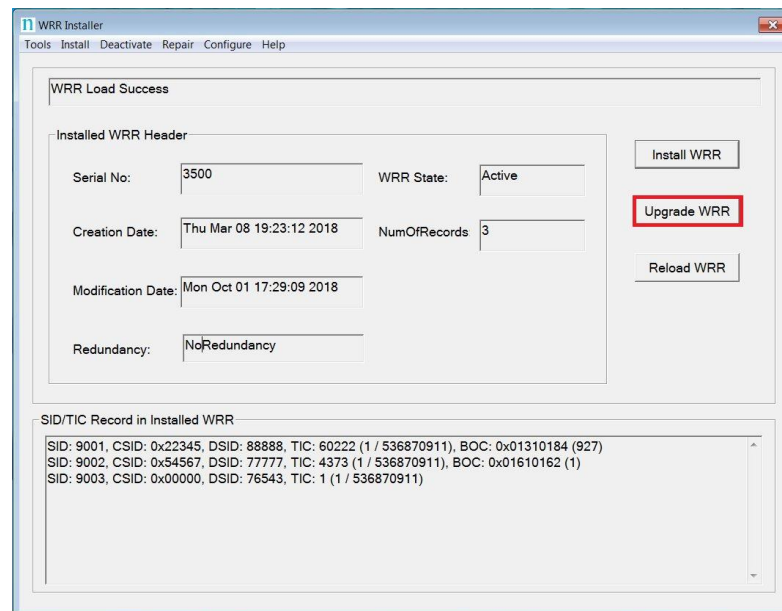 n WRR Installer
Tools Install Deactivate Repair Configure Help
WRR Load Success
Installed WRR Header
Serial No: 3500 WRR State: Active
Creation Date: Thu Mar 08 19:23:12 2018 NumOfRecords 3
Modification Date: Mon Oct 01 17:29:09 2018
Redundancy: NoRedundancy
Install WRR
Upgrade WRR
Reload WRR
SID/TIC Record in Installed WRR
SID: 9001, CSID: 0x22345, DSID: 88888, TIC: 60222 (1 / 536870911), BOC: 0x01310184 (927)
SID: 9002, CSID: 0x54567, DSID: 77777, TIC: 4373 (1 / 536870911), BOC: 0x01610162 (1)
SID: 9003, CSID: 0x00000, DSID: 76543, TIC: 1 (1 / 536870911)